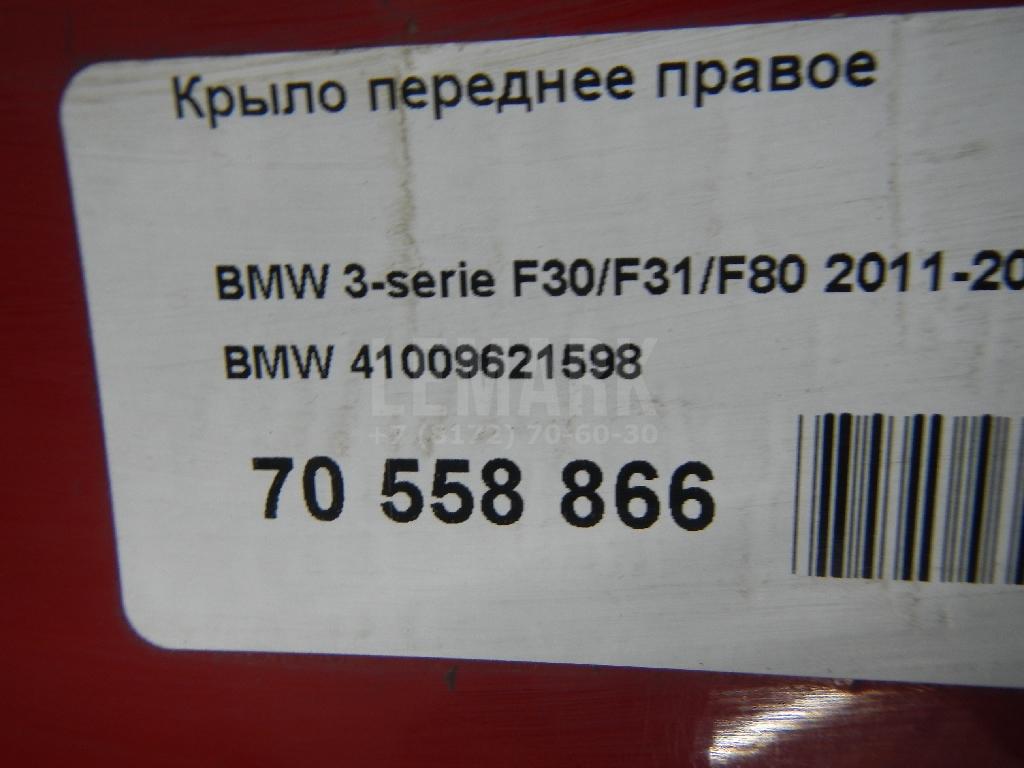 Крыло переднее правое
BMW 3-serie F30/F31/F80 2011-20
BMW 41009621598
LEMARK
+7 (8172) 70-60-30
70 558 866